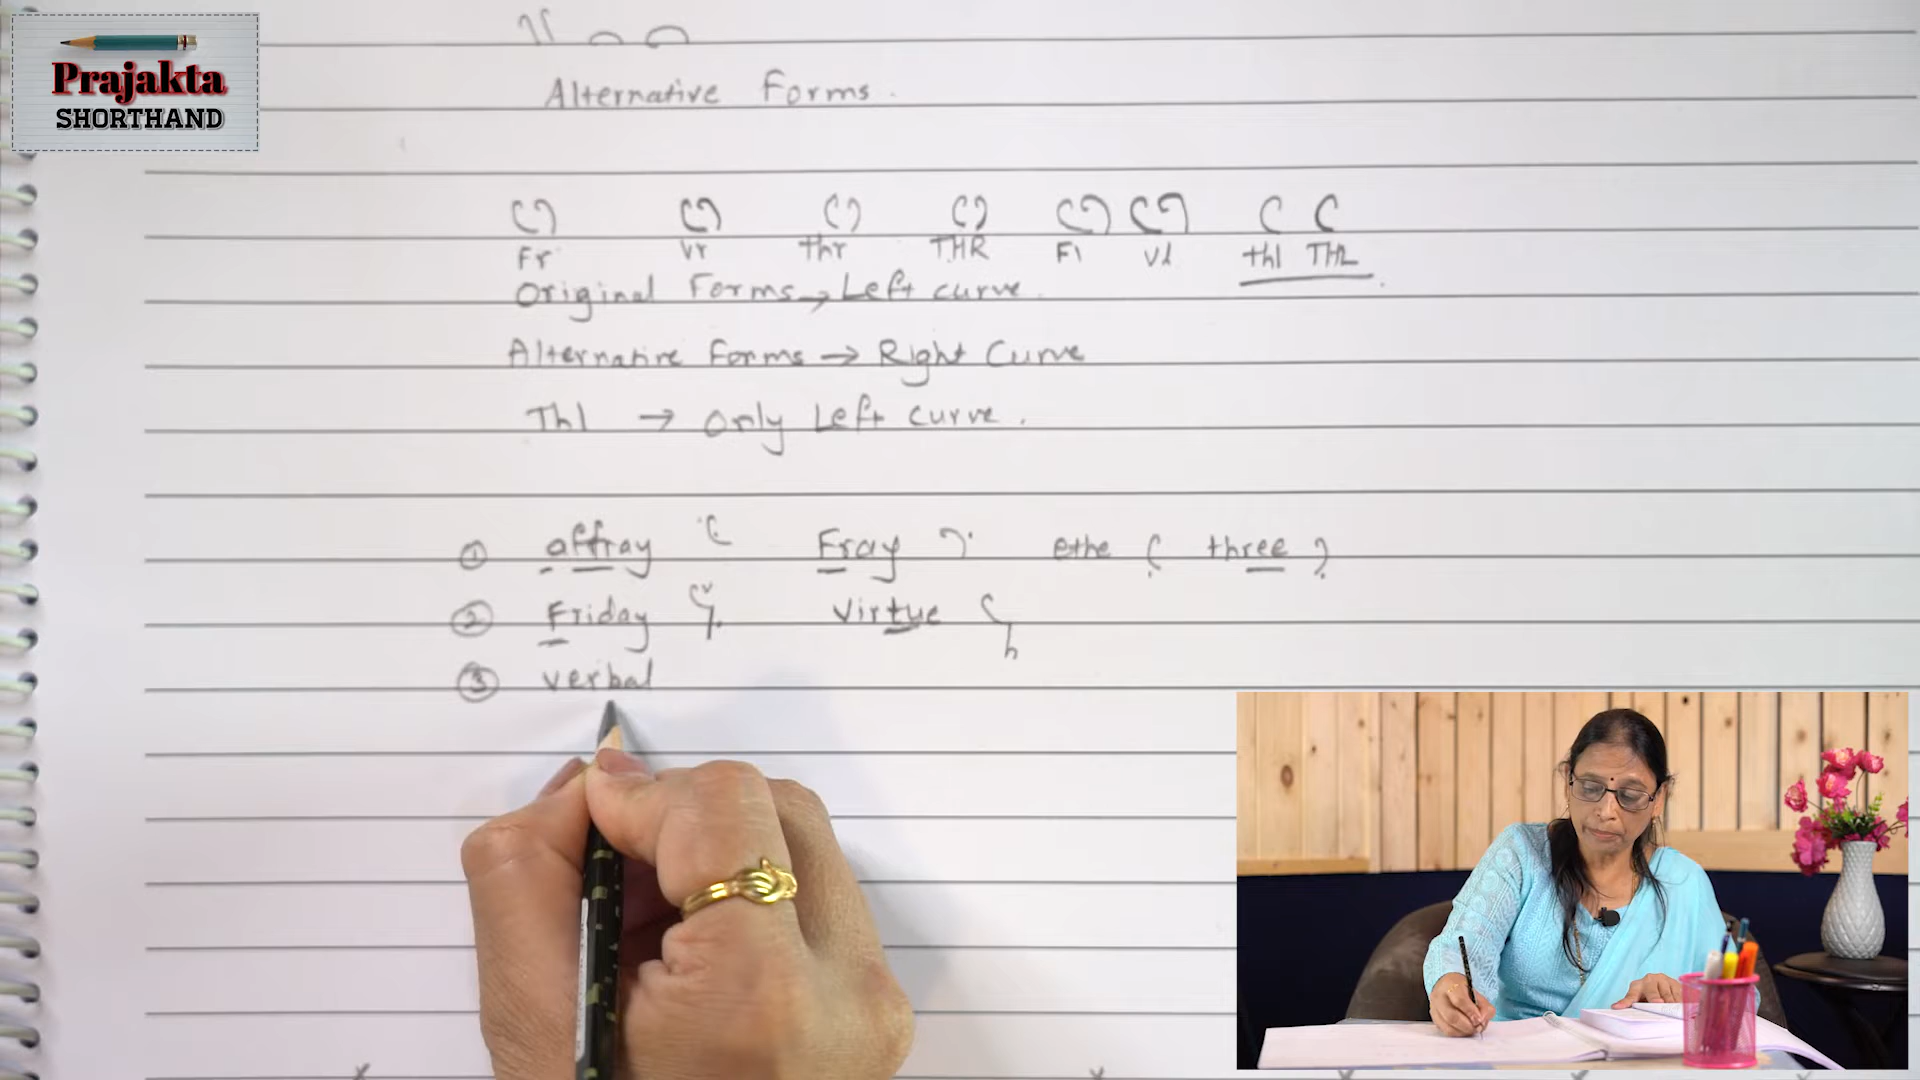 Prajakta
SHORTHAND
Alternative Forms.
Fr Vr thr THR Fl Vl thl THL
Original Forms → Left curve.
Alternative Forms → Right Curve
Thl → only Left curve.
① affray Fray ethe three
② Friday Virtue
③ verbal